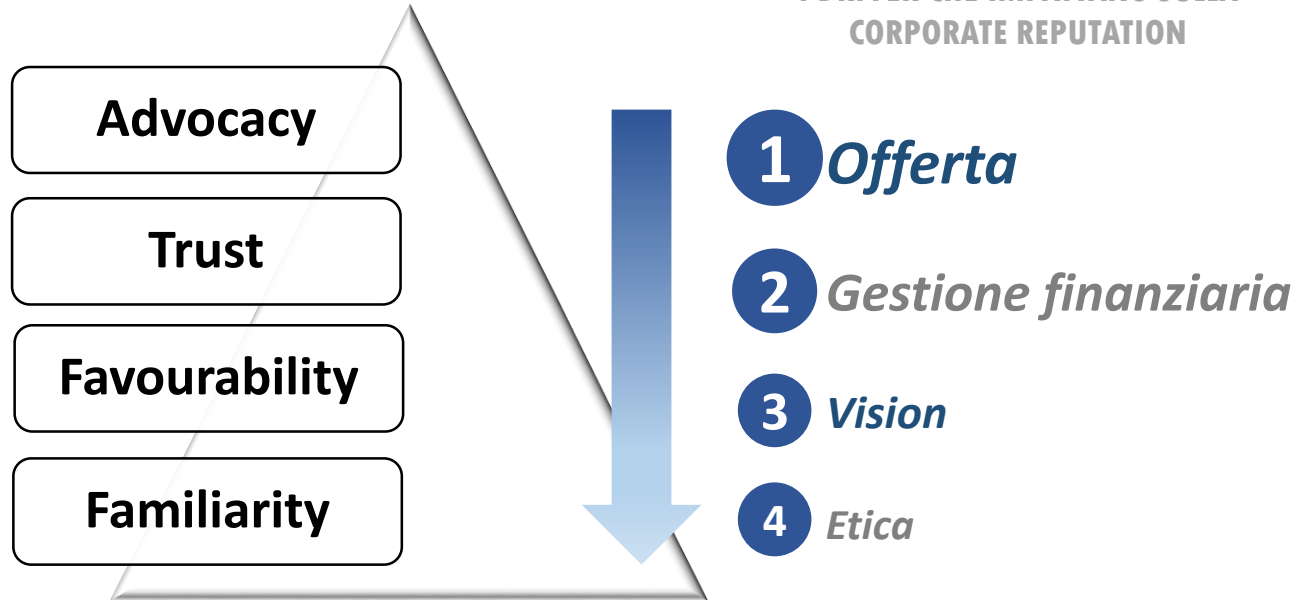 CORPORATE REPUTATION
Advocacy
Trust
Favourability
Familiarity
1 Offerta
2 Gestione finanziaria
3 Vision
4 Etica